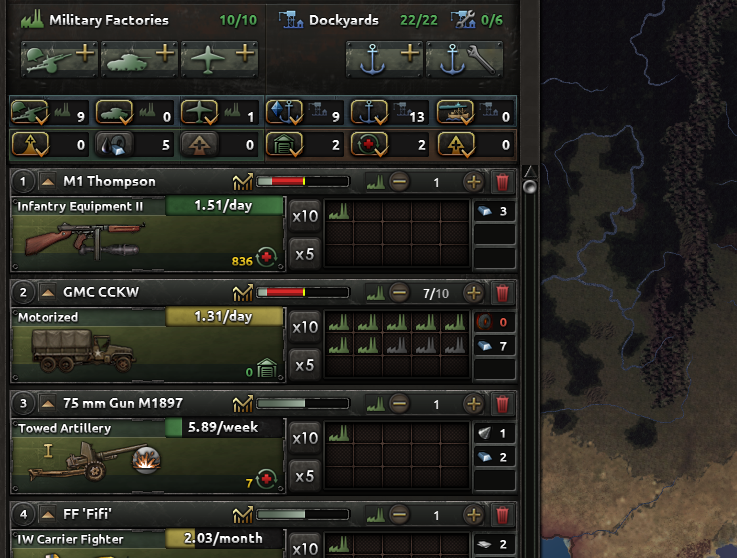 Military Factories 10/10 Dockyards 22/22 0/6
9 0 1 9 13 0
0 5 0 2 2 0
1 M1 Thompson 1
Infantry Equipment II 1.51/day x10 3
836 x5
2 GMC CCKW 7/10
Motorized 1.31/day x10 0
7
0 x5
3 75 mm Gun M1897 1
Towed Artillery 5.89/week x10 1
I 2
7 x5
4 FF 'Fifi' 1
IW Carrier Fighter 2.03/month x10 2